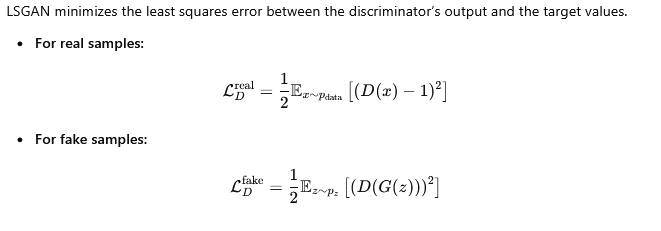 LSGAN minimizes the least squares error between the discriminator's output and the target values.
• For real samples:
$\mathcal{L}_D^{\text{real}} = \frac{1}{2}\mathbb{E}_{x \sim p_{\text{data}}}\left[(D(x) - 1)^2\right]$
• For fake samples:
$\mathcal{L}_D^{\text{fake}} = \frac{1}{2}\mathbb{E}_{z \sim p_z}\left[(D(G(z)))^2\right]$